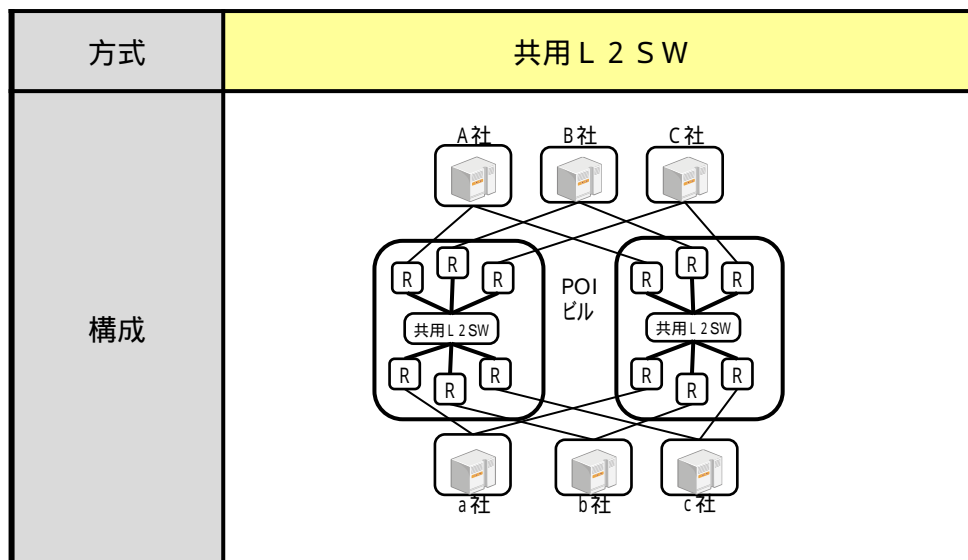 方式
共用Ｌ２ＳＷ
構成
A社 B社 C社
R R R R R R
POI
ビル
共用L2SW 共用L2SW
R R R R R R
a社 b社 c社